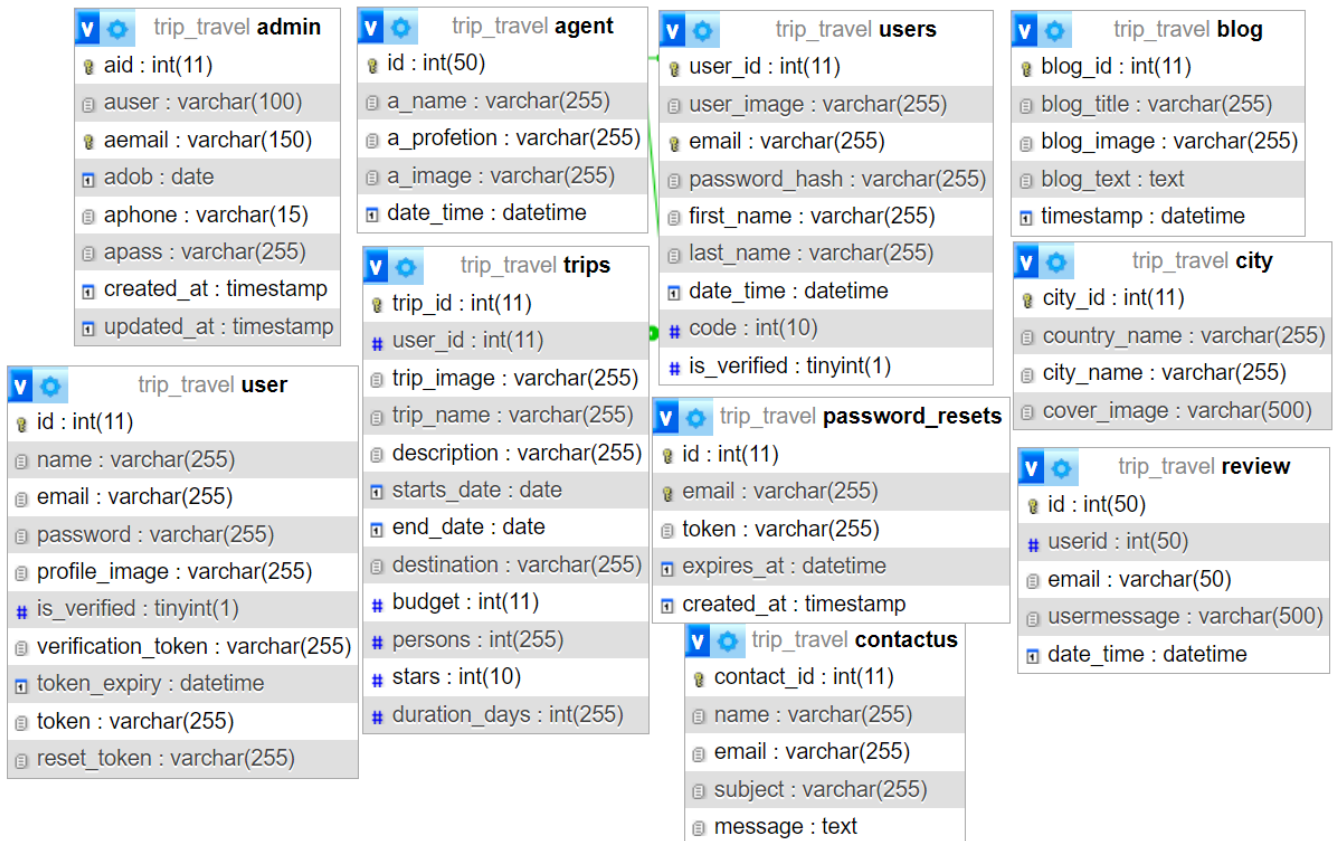 trip_travel admin
aid : int(11)
auser : varchar(100)
aemail : varchar(150)
adob : date
aphone : varchar(15)
apass : varchar(255)
created_at : timestamp
updated_at : timestamp
trip_travel agent
id : int(50)
a_name : varchar(255)
a_profetion : varchar(255)
a_image : varchar(255)
date_time : datetime
trip_travel users
user_id : int(11)
user_image : varchar(255)
email : varchar(255)
password_hash : varchar(255)
first_name : varchar(255)
last_name : varchar(255)
date_time : datetime
code : int(10)
is_verified : tinyint(1)
trip_travel blog
blog_id : int(11)
blog_title : varchar(255)
blog_image : varchar(255)
blog_text : text
timestamp : datetime
trip_travel trips
trip_id : int(11)
user_id : int(11)
trip_image : varchar(255)
trip_name : varchar(255)
description : varchar(255)
starts_date : date
end_date : date
destination : varchar(255)
budget : int(11)
persons : int(255)
stars : int(10)
duration_days : int(255)
trip_travel city
city_id : int(11)
country_name : varchar(255)
city_name : varchar(255)
cover_image : varchar(500)
trip_travel user
id : int(11)
name : varchar(255)
email : varchar(255)
password : varchar(255)
profile_image : varchar(255)
is_verified : tinyint(1)
verification_token : varchar(255)
token_expiry : datetime
token : varchar(255)
reset_token : varchar(255)
trip_travel password_resets
id : int(11)
email : varchar(255)
token : varchar(255)
expires_at : datetime
created_at : timestamp
trip_travel review
id : int(50)
userid : int(50)
email : varchar(50)
usermessage : varchar(500)
date_time : datetime
trip_travel contactus
contact_id : int(11)
name : varchar(255)
email : varchar(255)
subject : varchar(255)
message : text